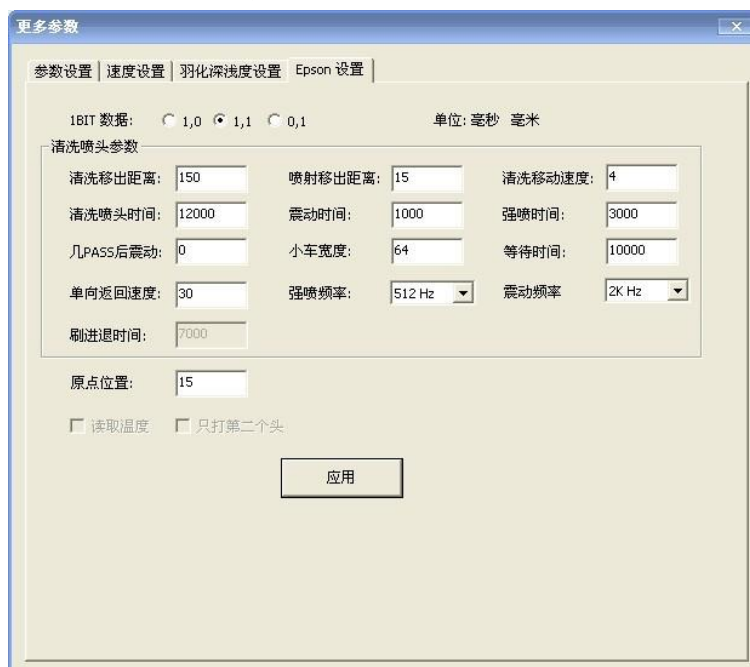 更多参数
参数设置 速度设置 羽化深浅度设置 Epson 设置
1BIT 数据: 1,0 1,1 0,1 单位: 毫秒 毫米
清洗喷头参数
清洗移出距离: 150 喷射移出距离: 15 清洗移动速度: 4
清洗喷头时间: 12000 震动时间: 1000 强喷时间: 3000
几PASS后震动: 0 小车宽度: 64 等待时间: 10000
单向返回速度: 30 强喷频率: 512 Hz 震动频率 2K Hz
刷进退时间: 7000
原点位置: 15
读取温度 只打第二个头
应用